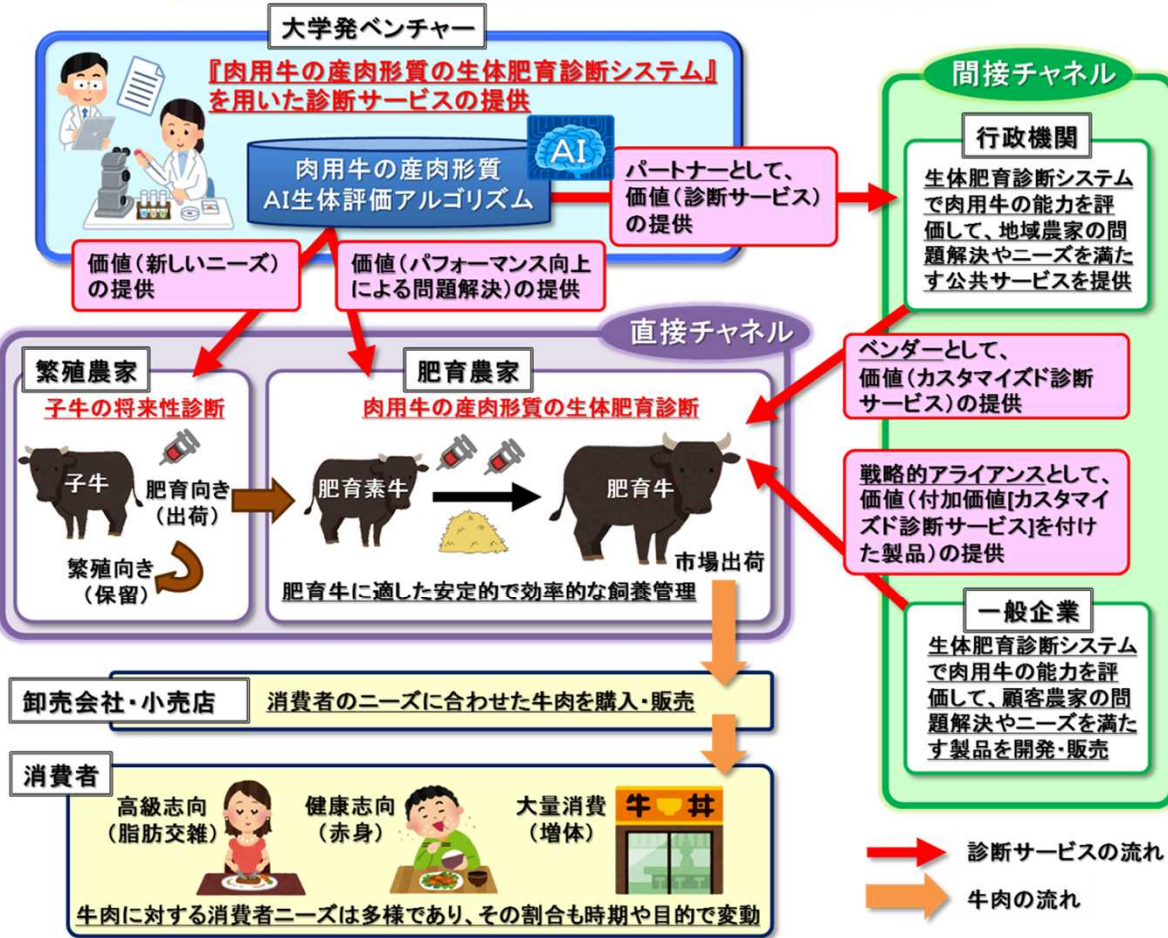 大学発ベンチャー
『肉用牛の産肉形質の生体肥育診断システム』
を用いた診断サービスの提供
肉用牛の産肉形質
AI生体評価アルゴリズム
AI
パートナーとして、
価値(診断サービス)
の提供
価値(新しいニーズ)
の提供
価値(パフォーマンス向上
による問題解決)の提供
間接チャネル
行政機関
生体肥育診断システム
で肉用牛の能力を評
価して、地域農家の問
題解決やニーズを満た
す公共サービスを提供
直接チャネル
繁殖農家
子牛の将来性診断
子牛
肥育向き
(出荷)
繁殖向き
(保留)
肥育農家
肉用牛の産肉形質の生体肥育診断
肥育素牛
肥育牛
市場出荷
肥育牛に適した安定的で効率的な飼養管理
ベンダーとして、
価値(カスタマイズド診断
サービス)の提供
戦略的アライアンスとして、
価値(付加価値[カスタマイ
ズド診断サービス]を付け
た製品)の提供
一般企業
生体肥育診断システム
で肉用牛の能力を評
価して、顧客農家の問
題解決やニーズを満た
す製品を開発・販売
卸売会社・小売店
消費者のニーズに合わせた牛肉を購入・販売
消費者
高級志向
(脂肪交雑)
健康志向
(赤身)
大量消費
(増体)
牛 丼
牛肉に対する消費者ニーズは多様であり、その割合も時期や目的で変動
診断サービスの流れ
牛肉の流れ